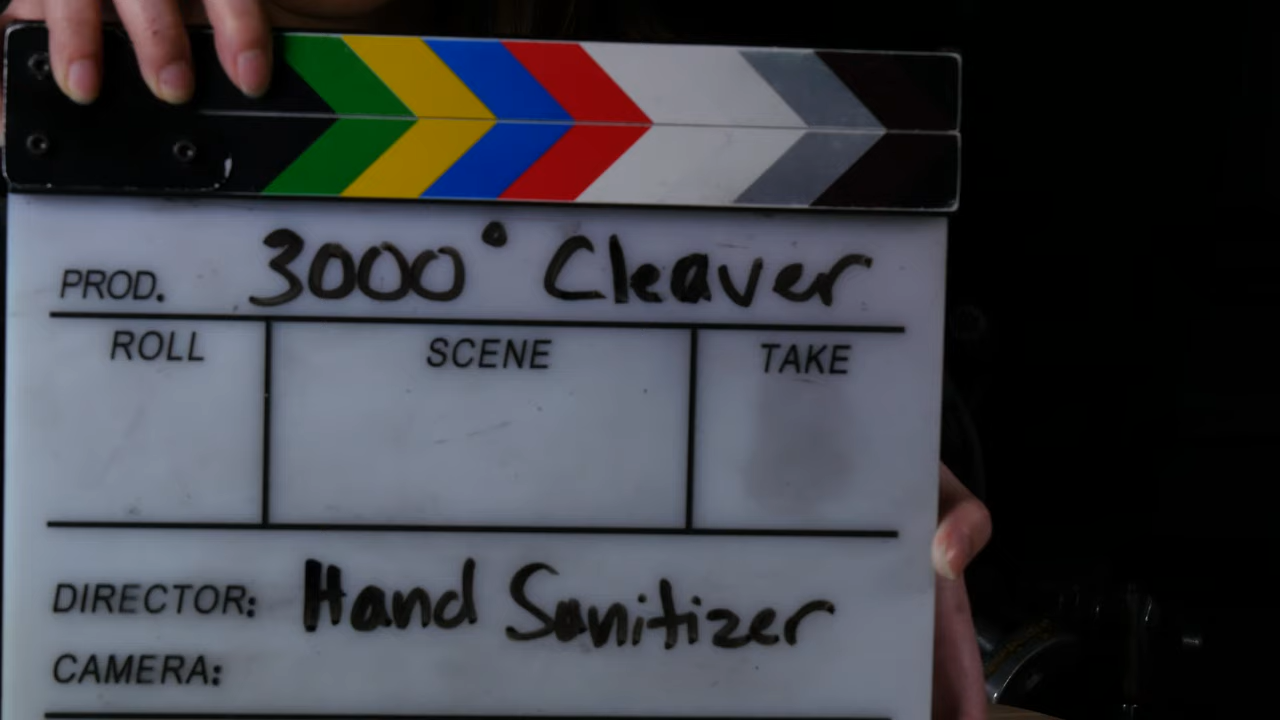 PROD. 3000° Cleaver
ROLL SCENE TAKE
DIRECTOR: Hand Sanitizer
CAMERA: